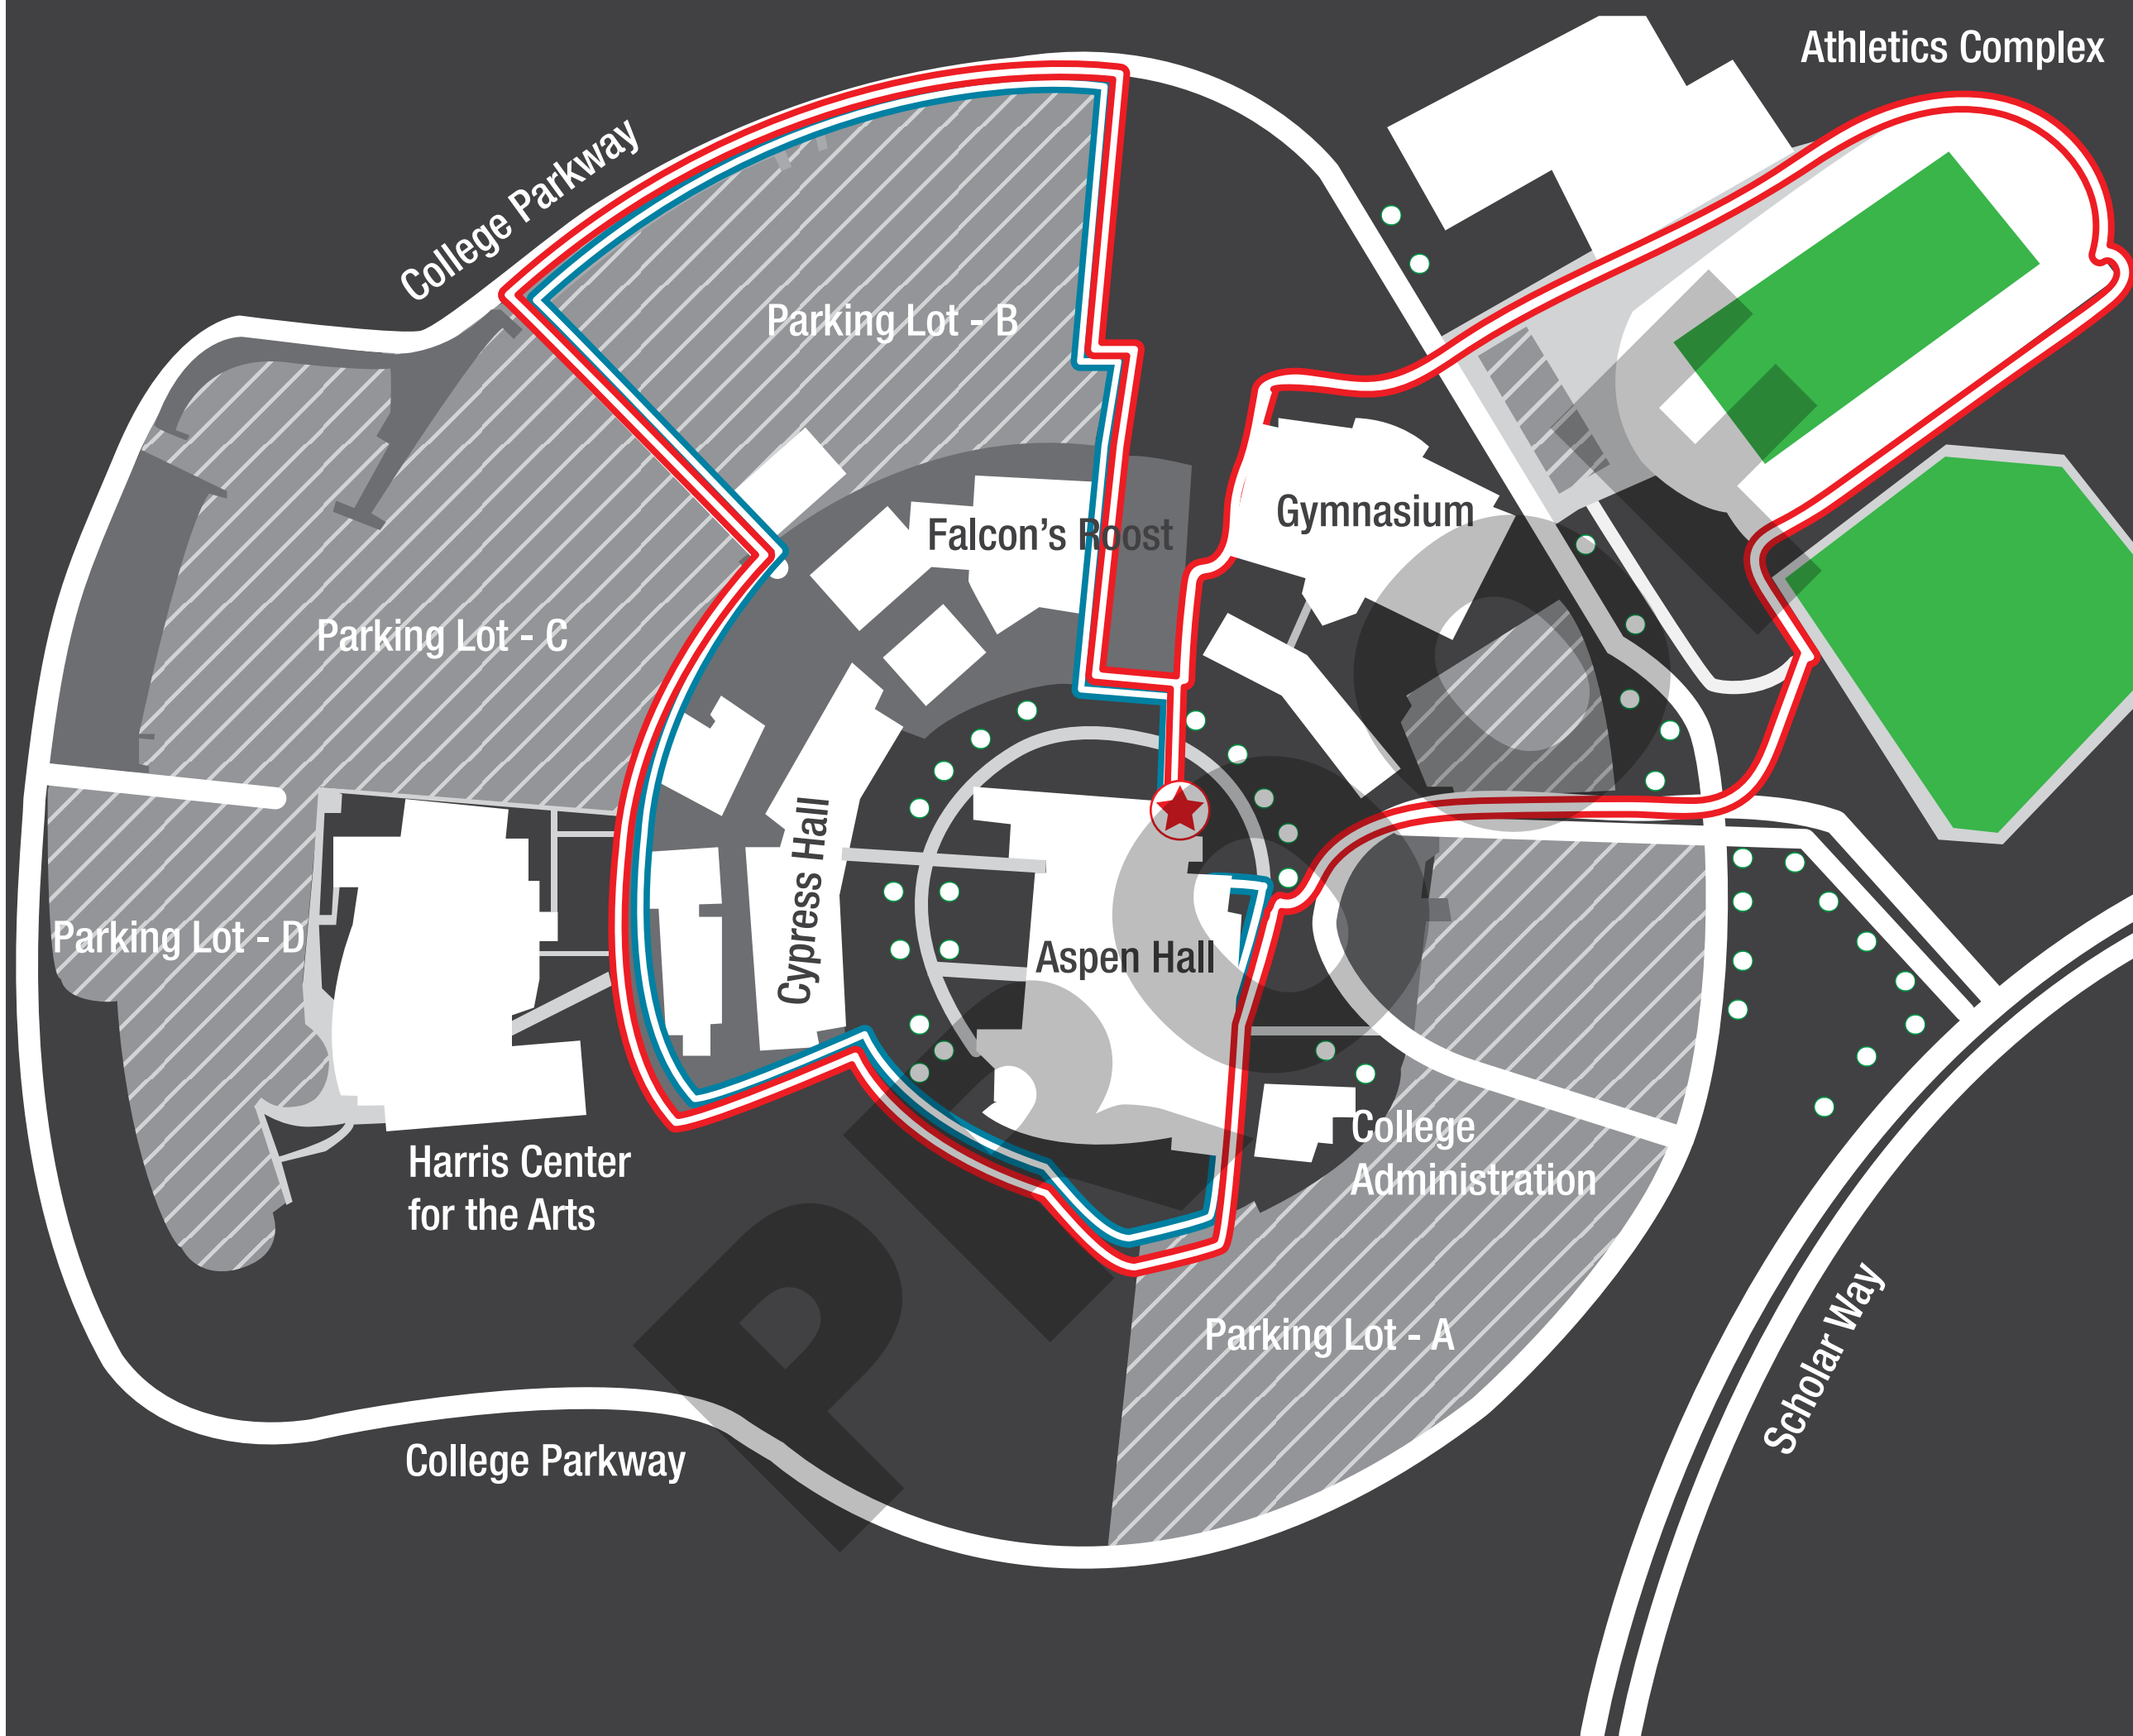 Athletics Complex
College Parkway
Parking Lot - B
Gymnasium
Falcon's Roost
Parking Lot - C
Cypress Hall
Parking Lot - D
Aspen Hall
College
Administration
Harris Center
for the Arts
Parking Lot - A
Scholar Way
College Parkway